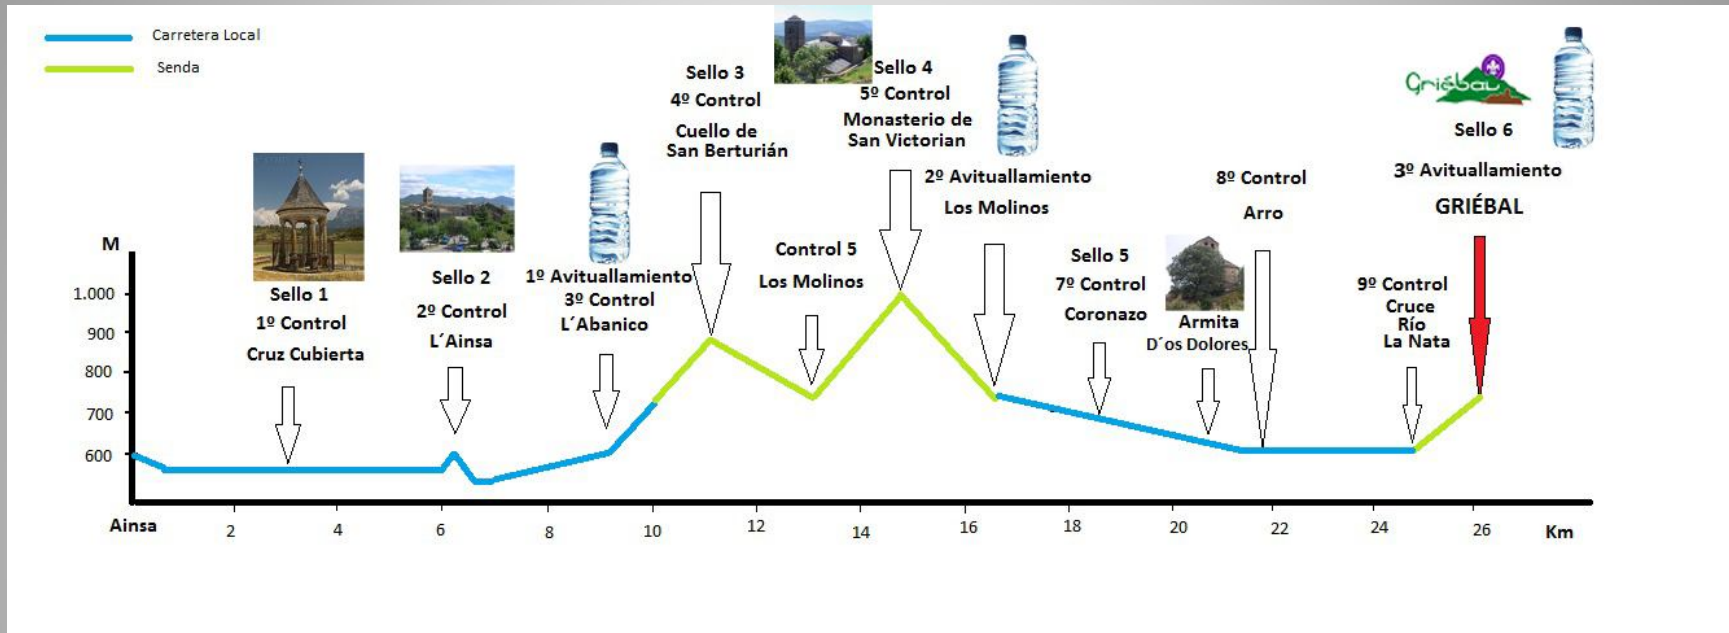 Carretera Local
Senda
M
1.000
900
800
700
600
Sello 1
1º Control
Cruz Cubierta
Sello 2
2º Control
L´Ainsa
1º Avituallamiento
3º Control
L´Abanico
Sello 3
4º Control
Cuello de
San Berturián
Control 5
Los Molinos
Sello 4
5º Control
Monasterio de
San Victorian
2º Avituallamiento
Los Molinos
Sello 5
7º Control
Coronazo
Armita
D´os Dolores
8º Control
Arro
9º Control
Cruce
Río
La Nata
Griébal
Sello 6
3º Avituallamiento
GRIÉBAL
Ainsa
2
4
6
8
10
12
14
16
18
20
22
24
26
Km